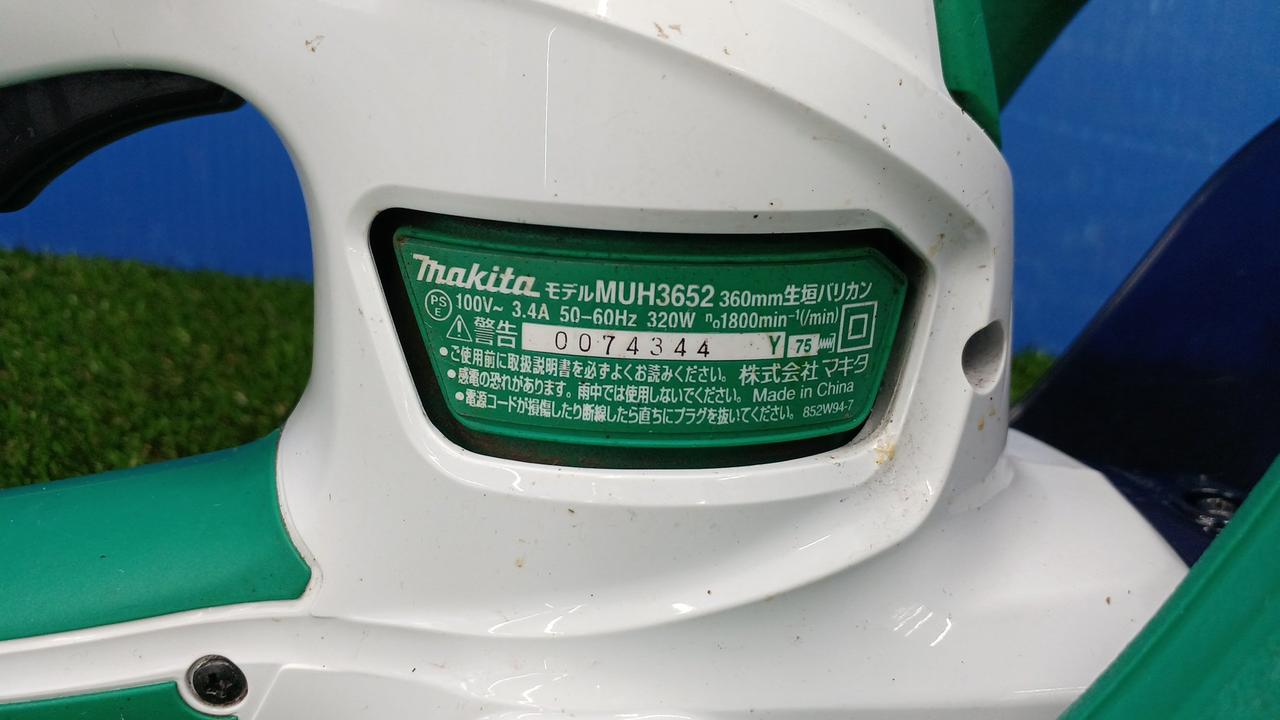 makita モデルMUH3652 360mm生垣バリカン
PS E 100V~ 3.4A 50-60Hz 320W n₀1800min⁻¹(/min)
警告 0074344 Y 75
●ご使用前に取扱説明書を必ずよくお読みください。 株式会社マキタ
●感電の恐れがあります。雨中では使用しないでください。 Made in China
●電源コードが損傷したり断線したら直ちにプラグを抜いてください。 852W94-7